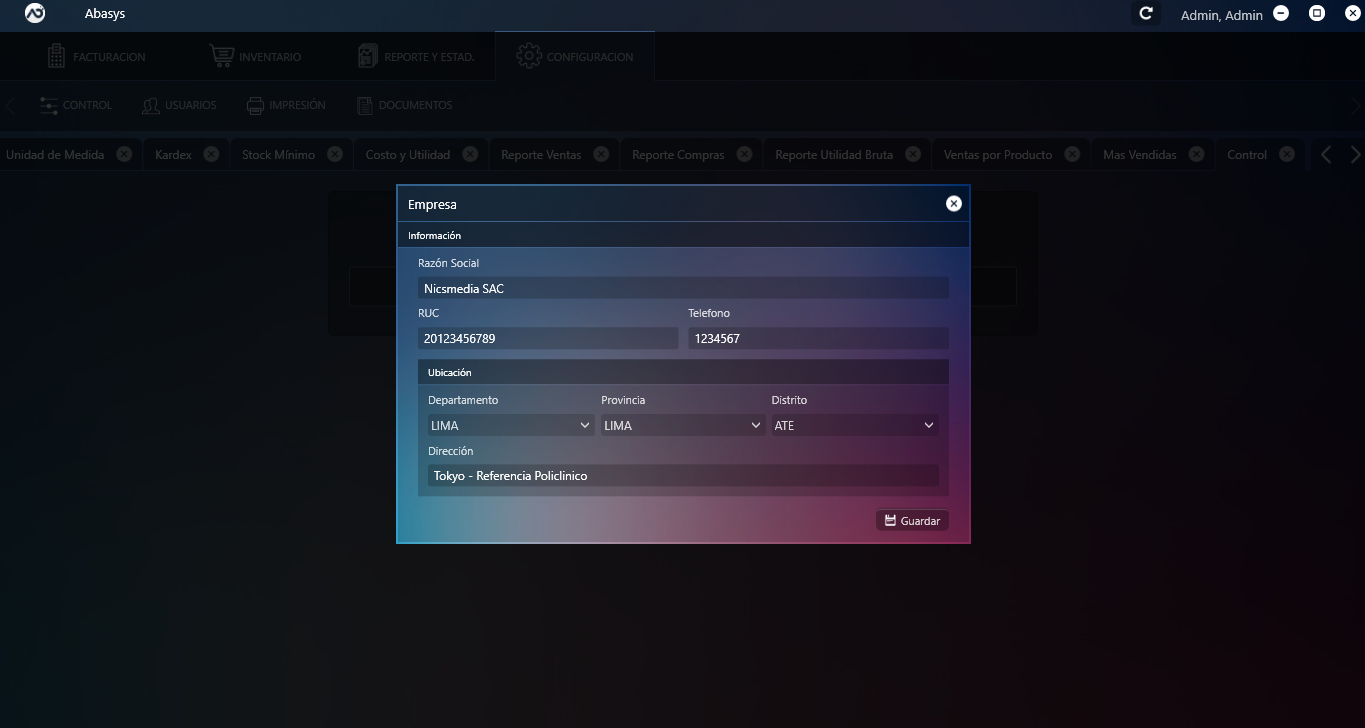 Abasys
Admin, Admin
FACTURACION INVENTARIO REPORTE Y ESTAD. CONFIGURACION
CONTROL USUARIOS IMPRESIÓN DOCUMENTOS
Unidad de Medida Kardex Stock Mínimo Costo y Utilidad Reporte Ventas Reporte Compras Reporte Utilidad Bruta Ventas por Producto Mas Vendidas Control
Empresa
Información
Razón Social
Nicsmedia SAC
RUC Telefono
20123456789 1234567
Ubicación
Departamento Provincia Distrito
LIMA LIMA ATE
Dirección
Tokyo - Referencia Policlinico
Guardar